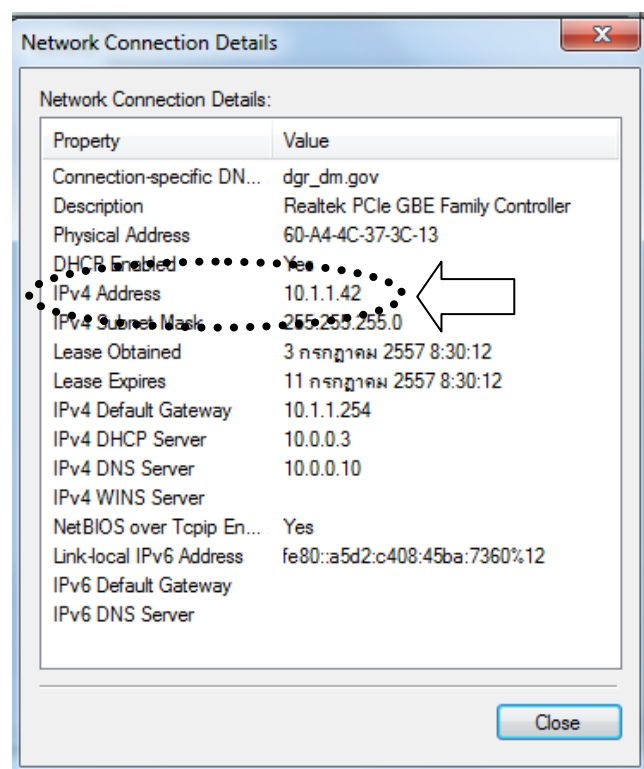 Network Connection Details
Network Connection Details:
Property Value
Connection-specific DN... dgr_dm.gov
Description Realtek PCIe GBE Family Controller
Physical Address 60-A4-4C-37-3C-13
DHCP Enabled Yes
IPv4 Address 10.1.1.42
IPv4 Subnet Mask 255.255.255.0
Lease Obtained 3 กรกฎาคม 2557 8:30:12
Lease Expires 11 กรกฎาคม 2557 8:30:12
IPv4 Default Gateway 10.1.1.254
IPv4 DHCP Server 10.0.0.3
IPv4 DNS Server 10.0.0.10
IPv4 WINS Server
NetBIOS over Tcpip En... Yes
Link-local IPv6 Address fe80::a5d2:c408:45ba:7360%12
IPv6 Default Gateway
IPv6 DNS Server
Close